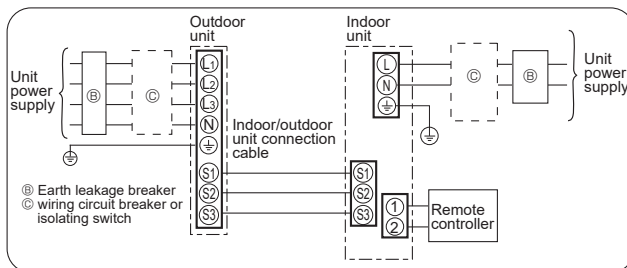 Outdoor
unit
Indoor
unit
Unit
power
supply
Ⓑ
Ⓒ
L1
L2
L3
N
S1
S2
S3
Indoor/outdoor
unit connection
cable
L
N
S1
S2
S3
1
2
Ⓒ
Ⓑ
Unit
power
supply
Remote
controller
Ⓑ Earth leakage breaker
Ⓒ wiring circuit breaker or
isolating switch